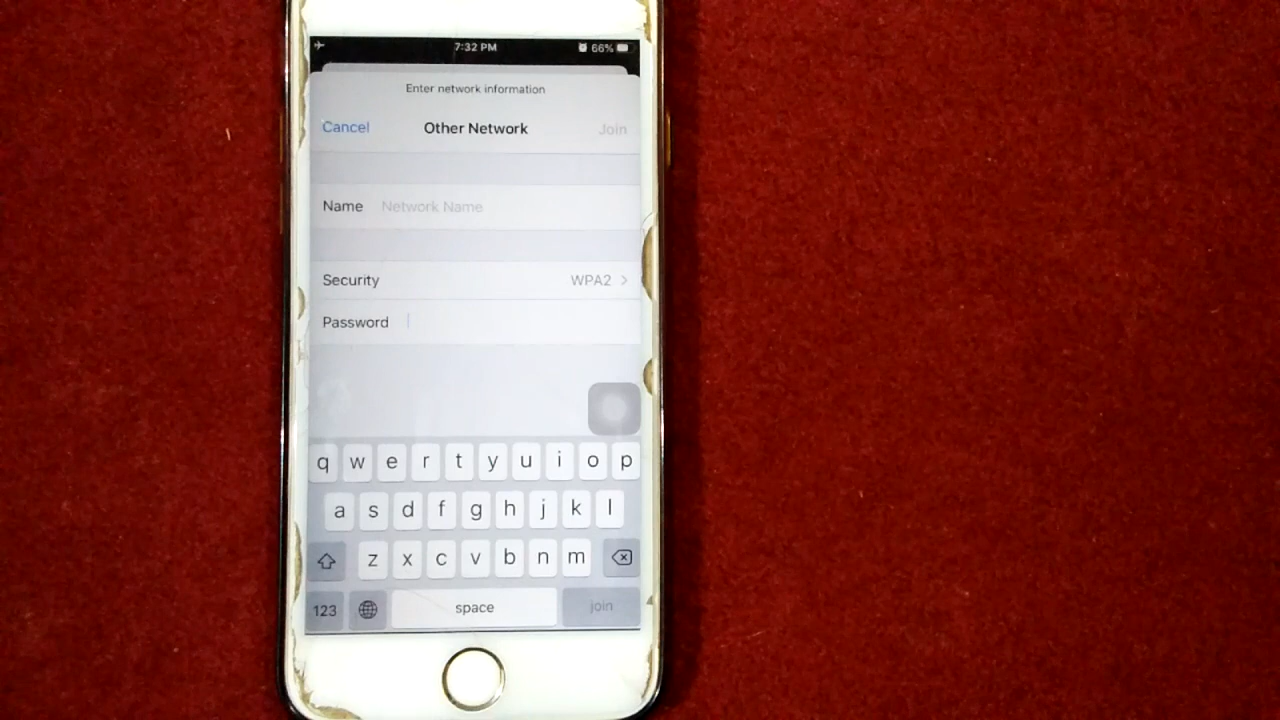 7:32 PM 66%
Enter network information
Cancel Other Network Join
Name Network Name
Security WPA2
Password
q w e r t y u i o p
a s d f g h j k l
z x c v b n m
123 space join